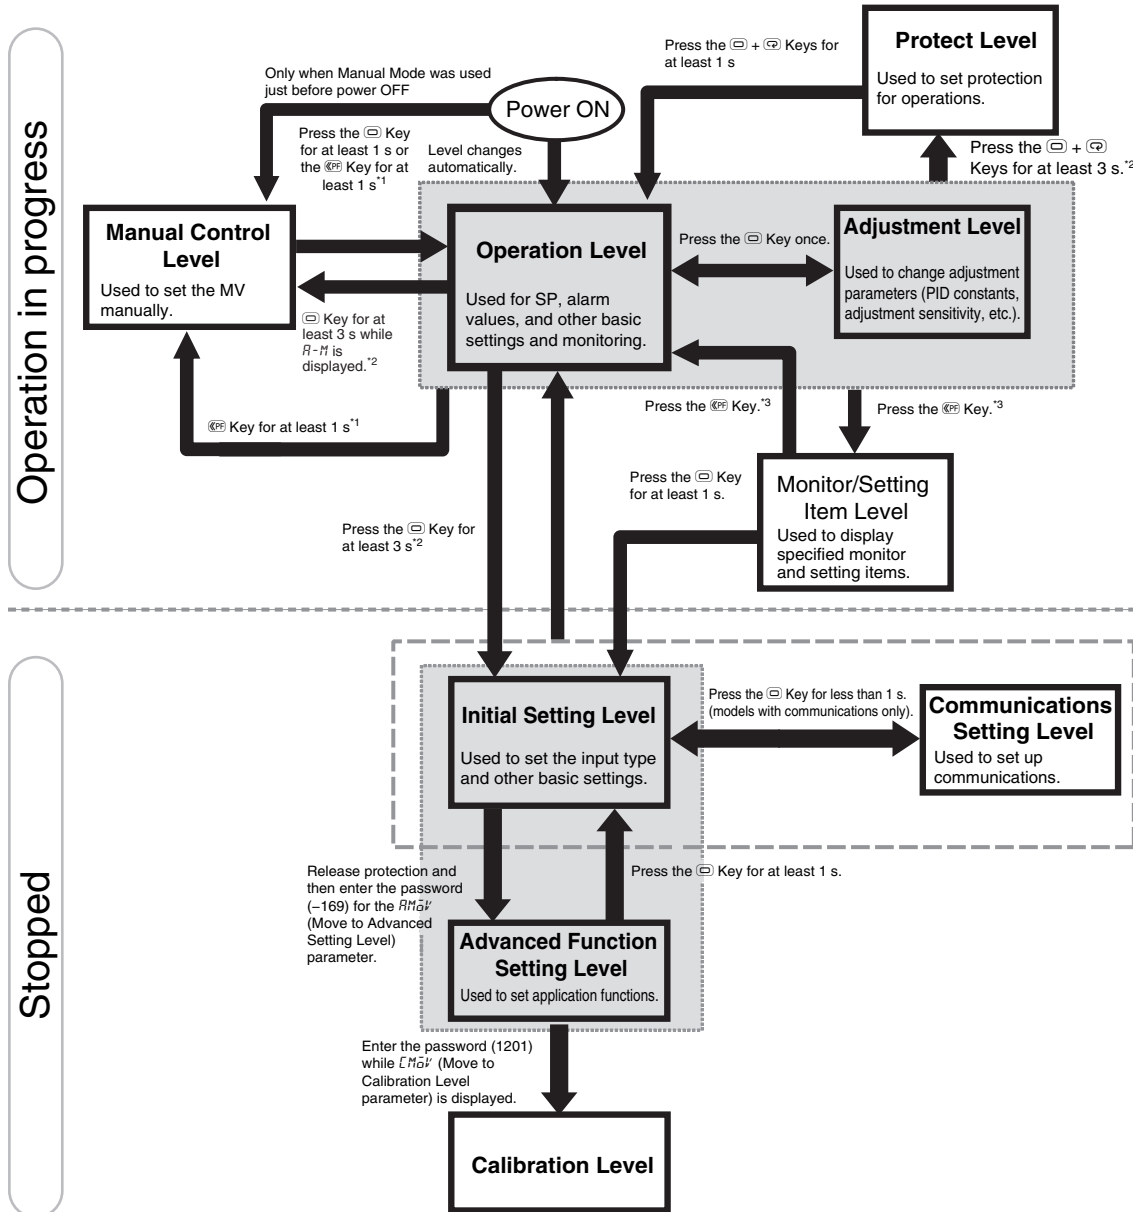 Operation in progress
Only when Manual Mode was used
just before power OFF
Power ON
Press the Keys for
at least 1 s
+
Protect Level
Used to set protection
for operations.
Press the +
Keys for at least 3 s.*2
Press the Key
for at least 1 s or
the PF Key for at
least 1 s*1
Level changes
automatically.
Manual Control
Level
Used to set the MV
manually.
Operation Level
Used for SP, alarm
values, and other basic
settings and monitoring.
Press the Key once.
Adjustment Level
Used to change adjustment
parameters (PID constants,
adjustment sensitivity, etc.).
Key for at
least 3 s while
A-M is
displayed.*2
PF Key for at least 1 s*1
Press the PF Key.*3
Press the PF Key.*3
Press the Key
for at least 1 s.
Monitor/Setting
Item Level
Used to display
specified monitor
and setting items.
Press the Key for
at least 3 s*2
Stopped
Initial Setting Level
Used to set the input type
and other basic settings.
Press the Key for less than 1 s.
(models with communications only).
Communications
Setting Level
Used to set up
communications.
Release protection and
then enter the password
(−169) for the AMoV
(Move to Advanced
Setting Level)
parameter.
Press the Key for at least 1 s.
Advanced Function
Setting Level
Used to set application functions.
Enter the password (1201)
while CMoV (Move to
Calibration Level
parameter) is displayed.
Calibration Level